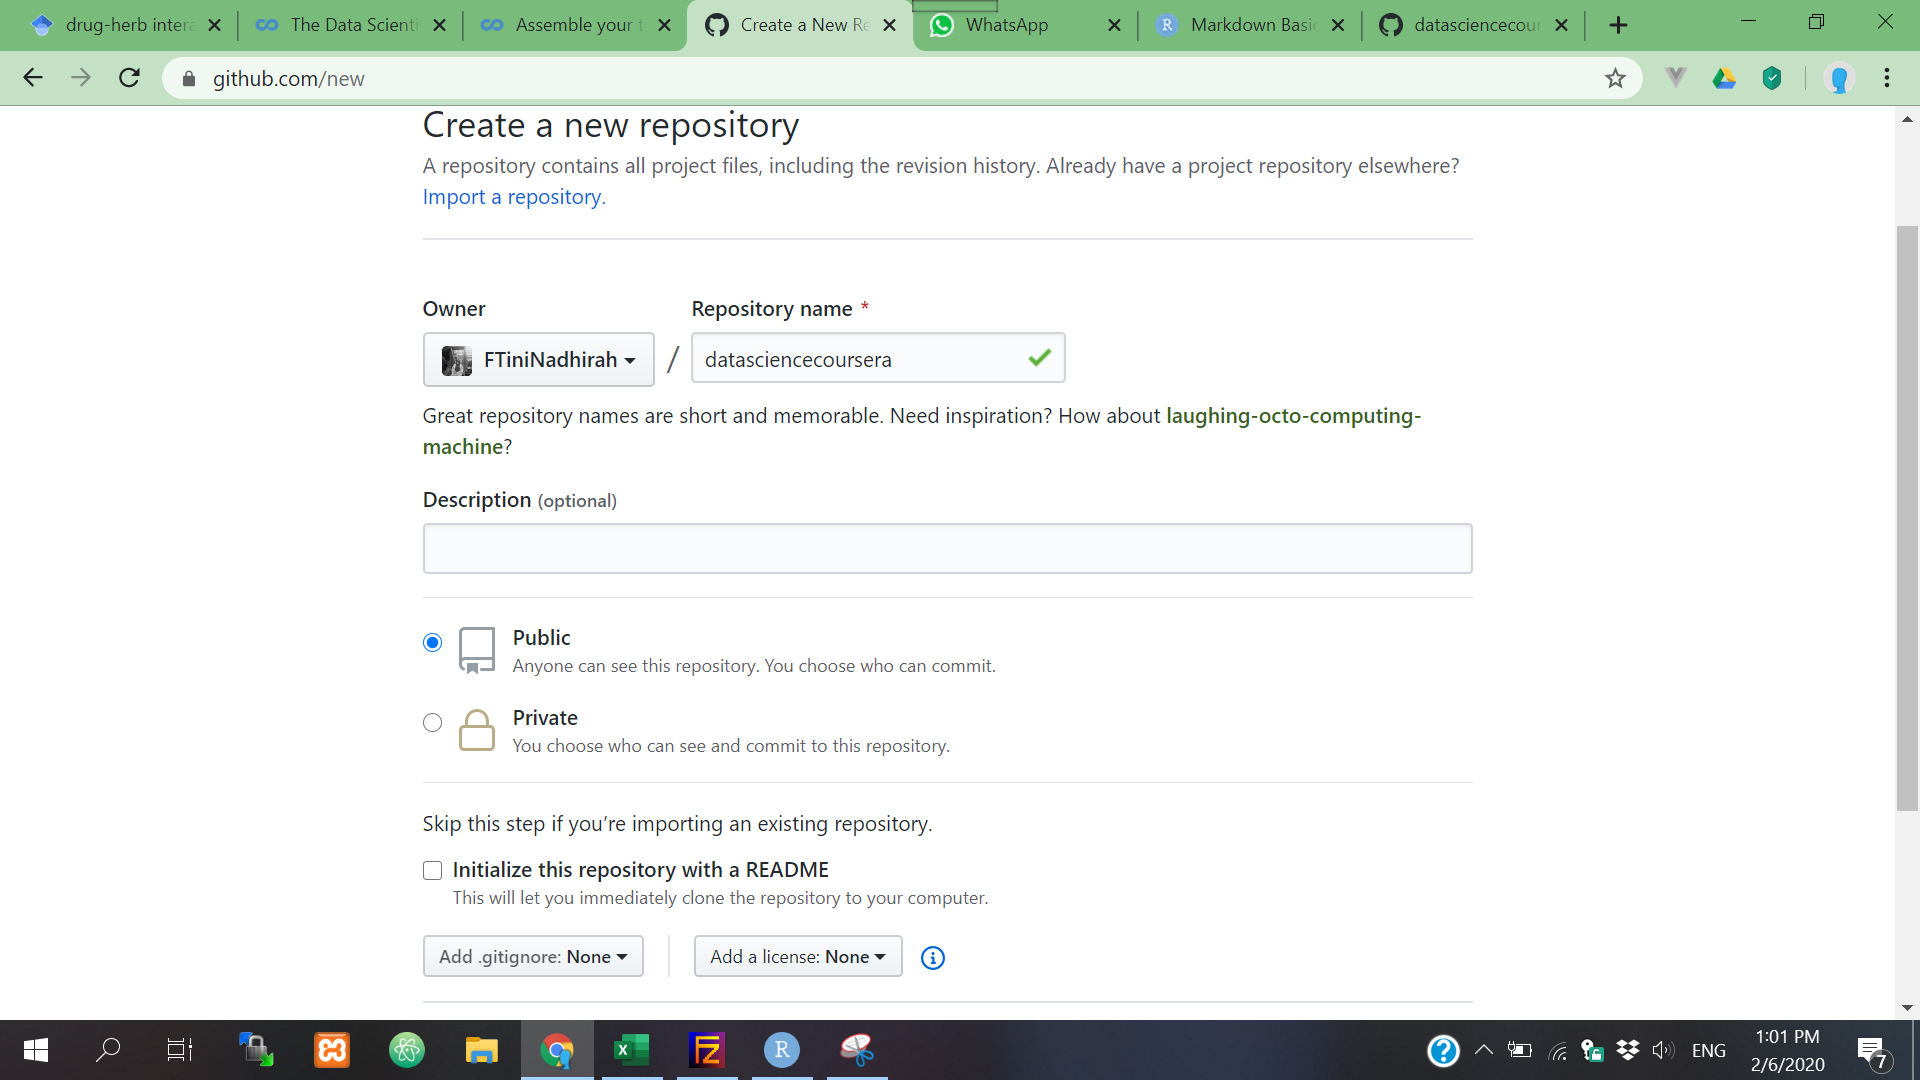 drug-herb intera
The Data Scienti
Assemble your t
Create a New Re
WhatsApp
Markdown Basic
datasciencecour
github.com/new
Create a new repository
A repository contains all project files, including the revision history. Already have a project repository elsewhere?
Import a repository.
Owner
Repository name *
FTiniNadhirah
/
datasciencecoursera
Great repository names are short and memorable. Need inspiration? How about laughing-octo-computing-
machine?
Description (optional)
Public
Anyone can see this repository. You choose who can commit.
Private
You choose who can see and commit to this repository.
Skip this step if you’re importing an existing repository.
Initialize this repository with a README
This will let you immediately clone the repository to your computer.
Add .gitignore: None
Add a license: None
ENG
1:01 PM
2/6/2020
7